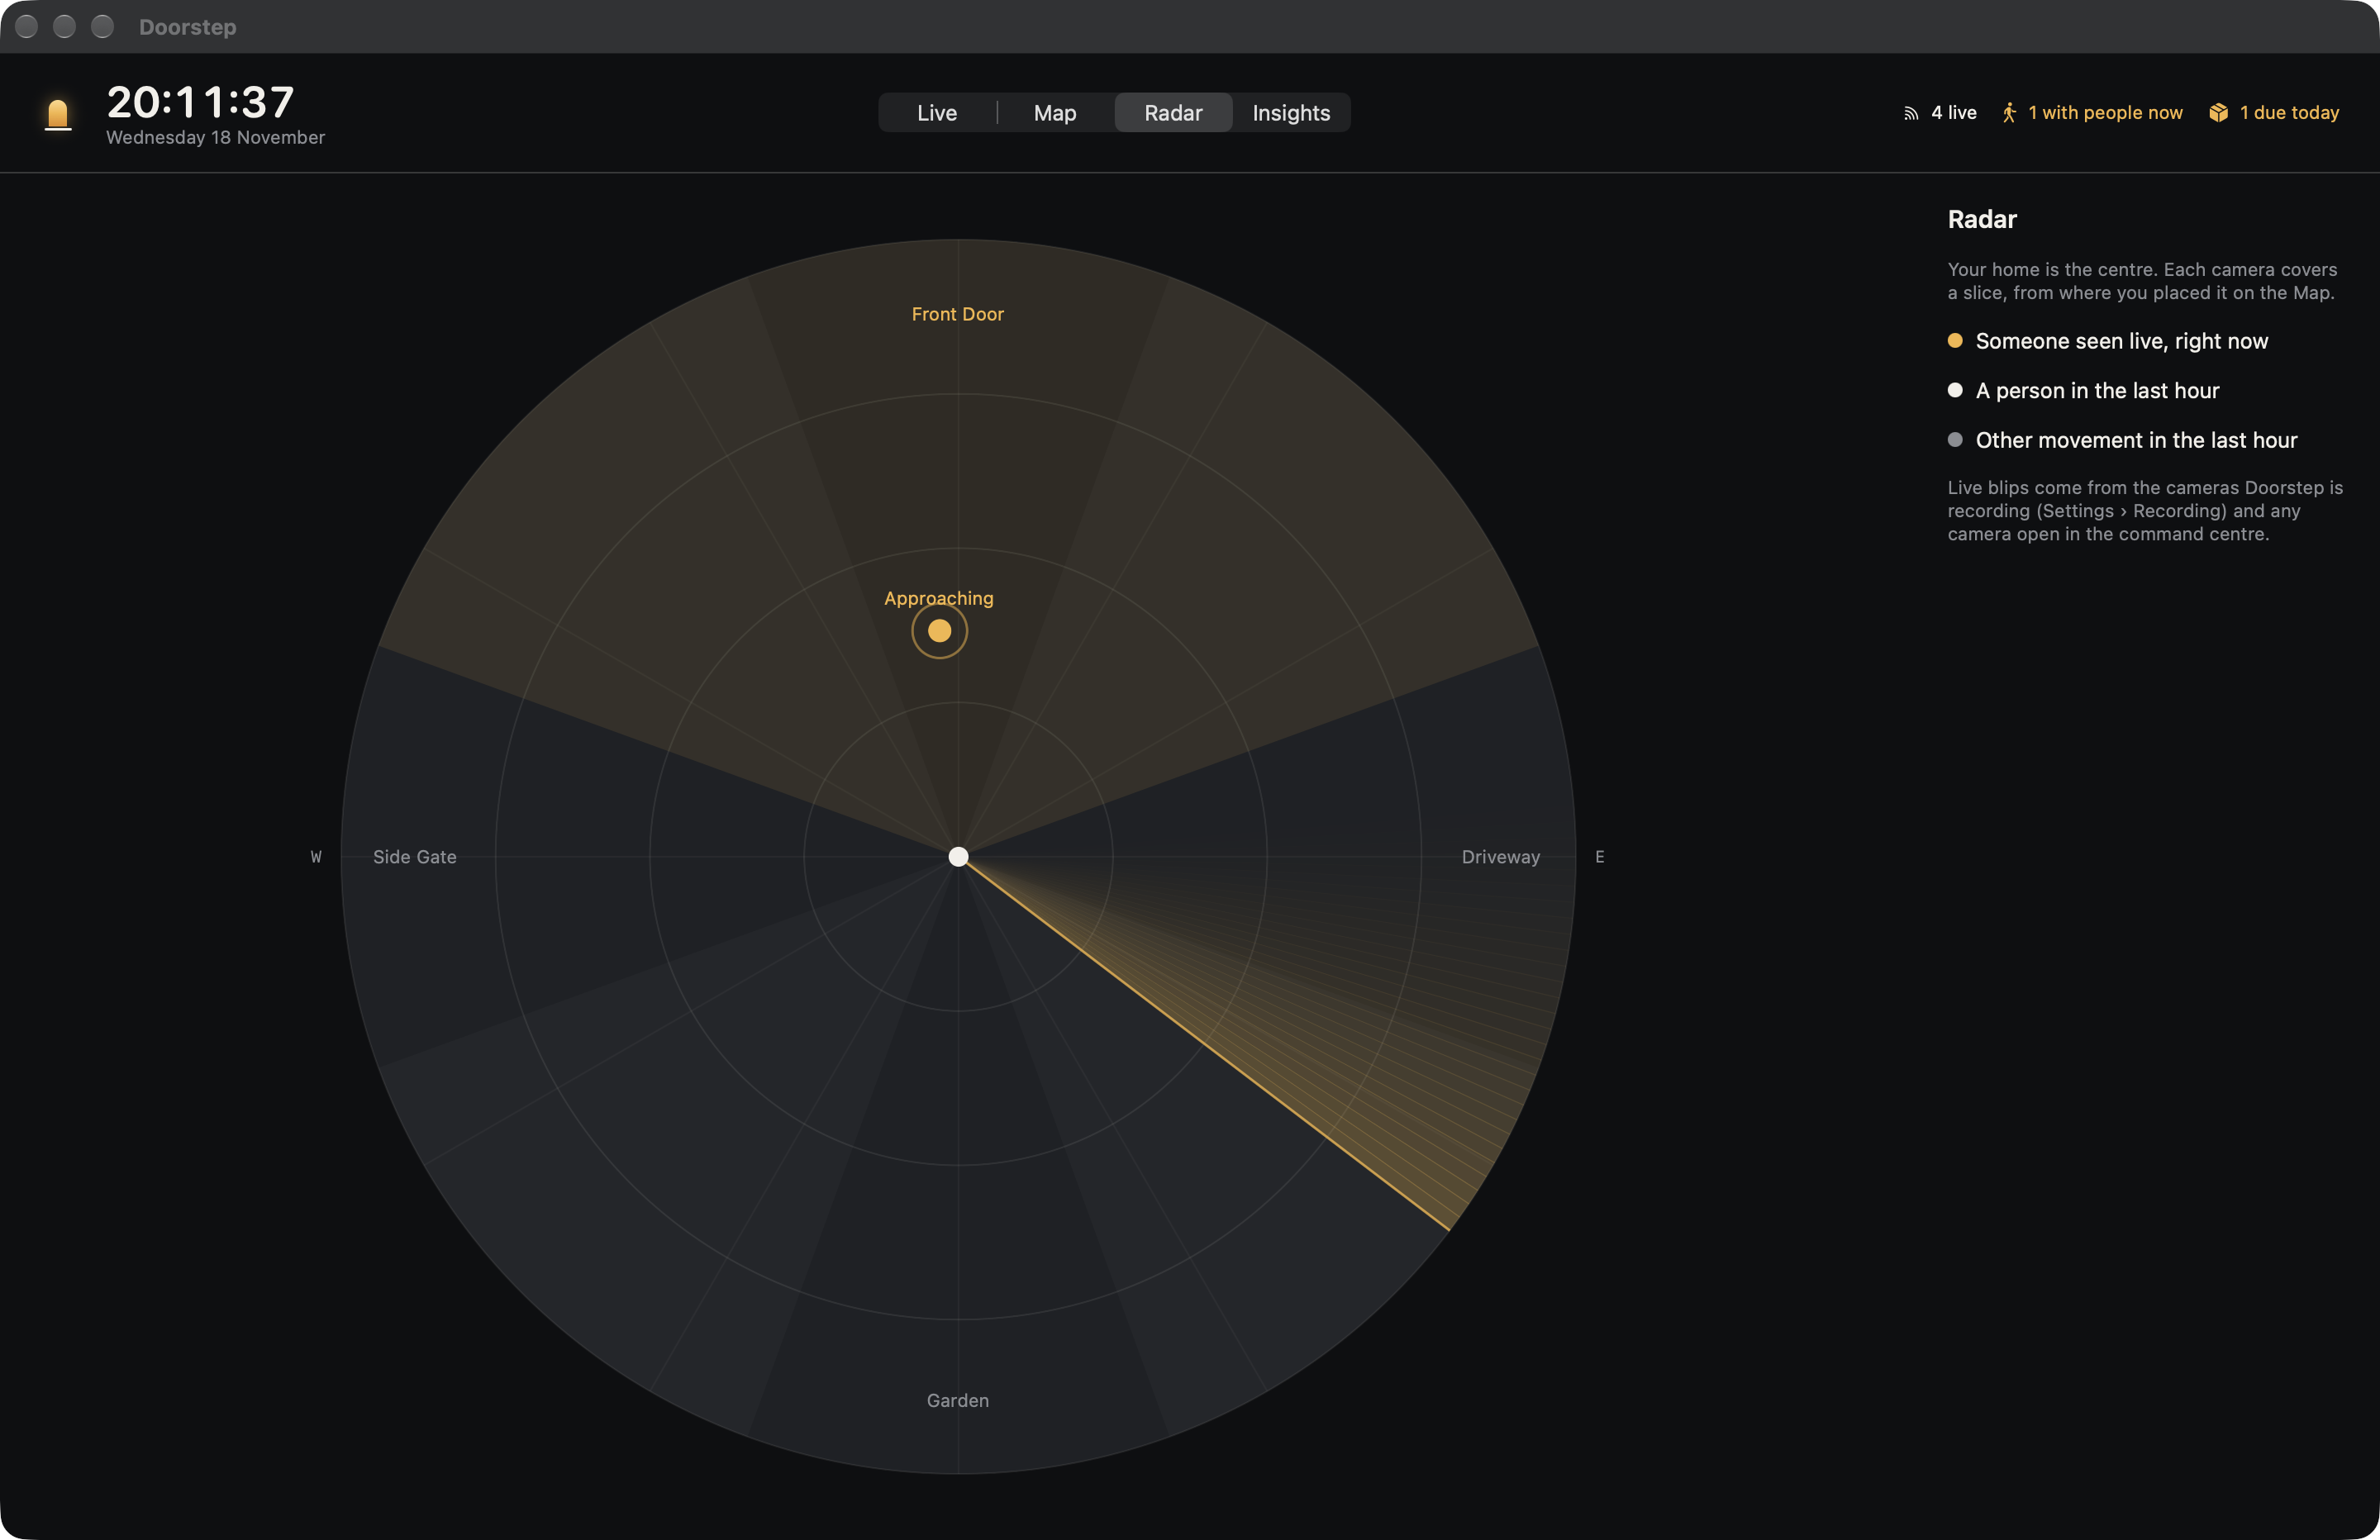 Doorstep
20:11:37
Wednesday 18 November
Live
Map
Radar
Insights
4 live
1 with people now
1 due today
Radar
Your home is the centre. Each camera covers
a slice, from where you placed it on the Map.
Someone seen live, right now
A person in the last hour
Other movement in the last hour
Live blips come from the cameras Doorstep is
recording (Settings › Recording) and any
camera open in the command centre.
Front Door
Approaching
W
Side Gate
Driveway
E
Garden